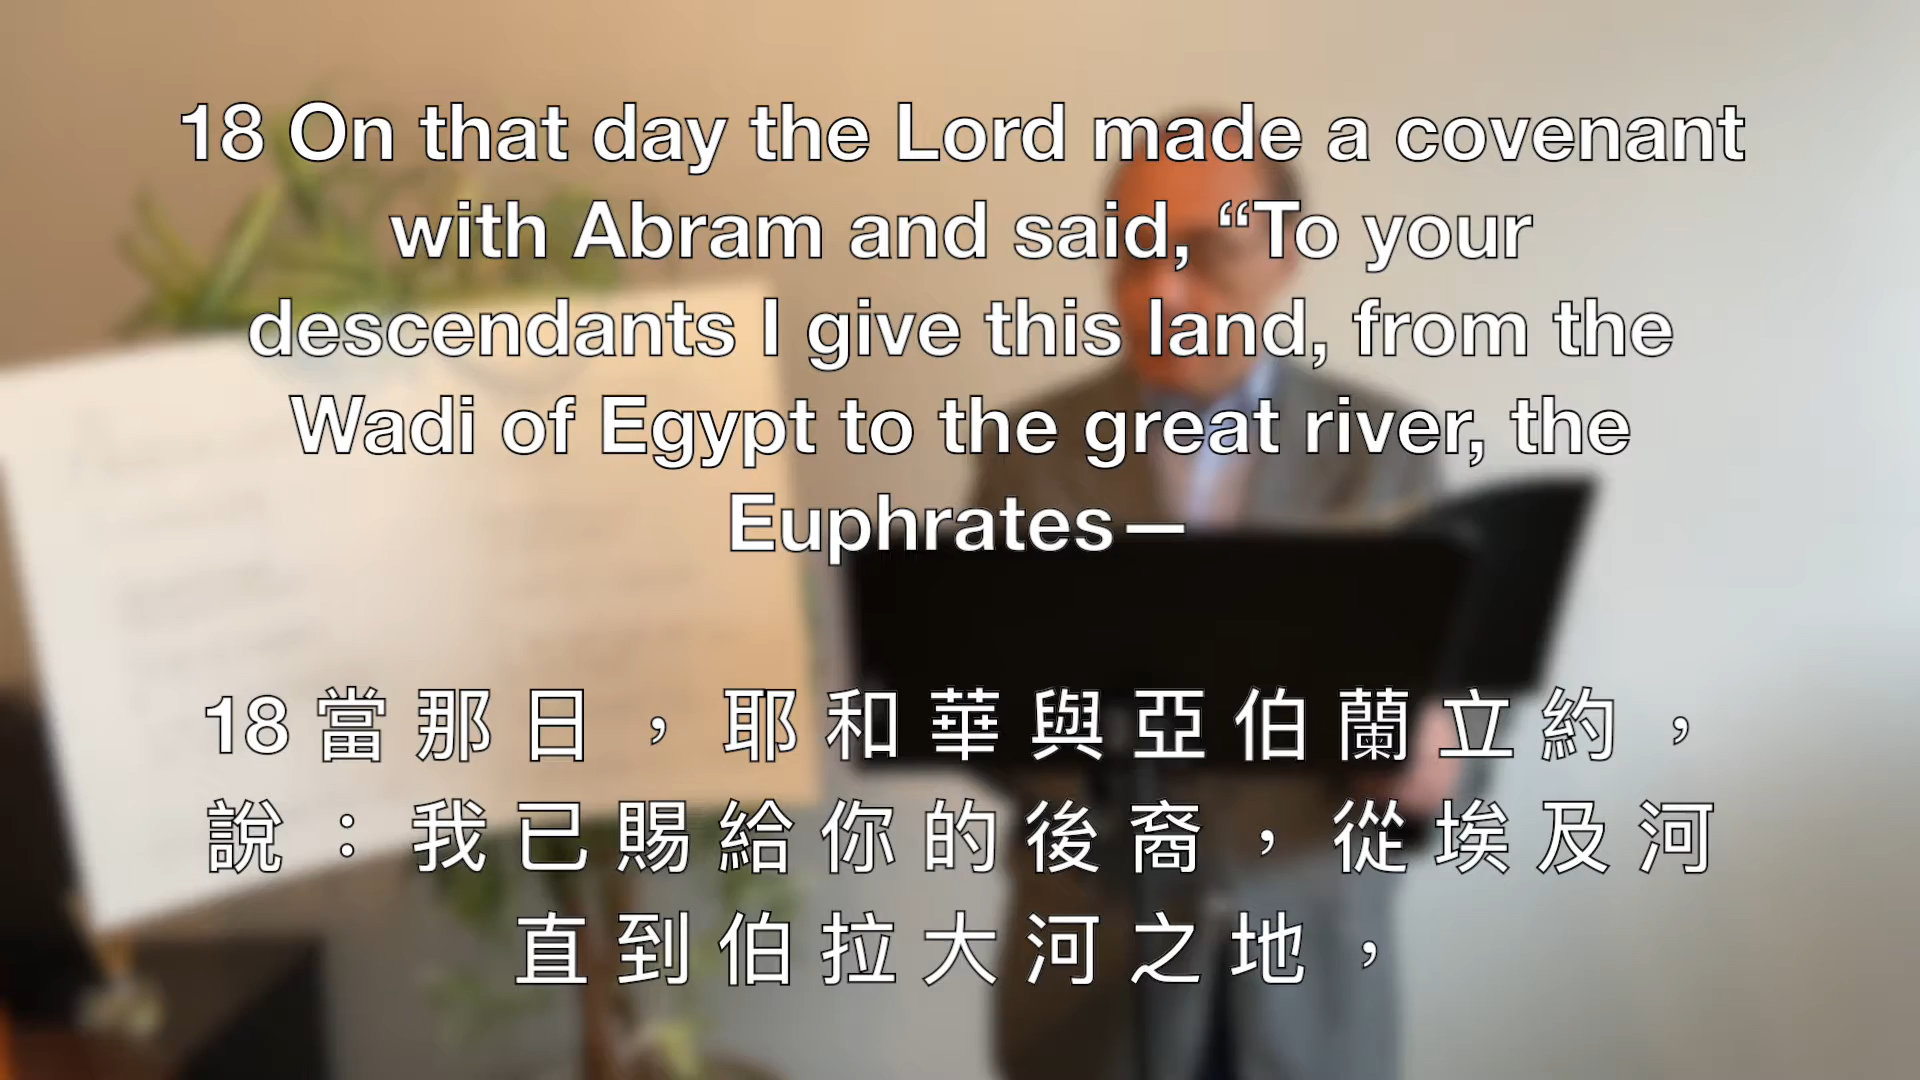 18 On that day the Lord made a covenant
with Abram and said, “To your
descendants I give this land, from the
Wadi of Egypt to the great river, the
Euphrates—
18 當 那 日 ， 耶 和 華 與 亞 伯 蘭 立 約 ，
說 ： 我 已 賜 給 你 的 後 裔 ， 從 埃 及 河
直 到 伯 拉 大 河 之 地 ，